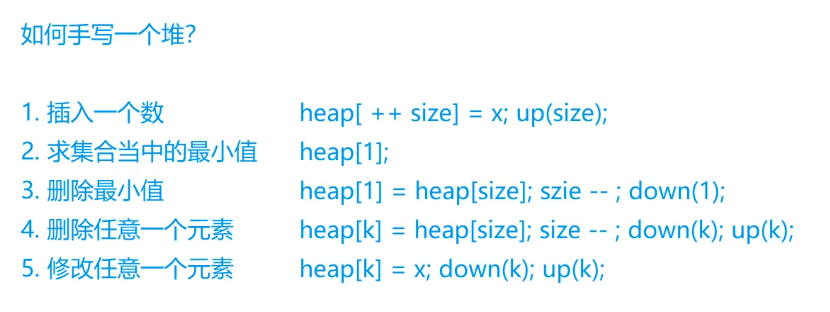 如何手写一个堆？
1. 插入一个数 heap[ ++ size] = x; up(size);
2. 求集合当中的最小值 heap[1];
3. 删除最小值 heap[1] = heap[size]; szie -- ; down(1);
4. 删除任意一个元素 heap[k] = heap[size]; size -- ; down(k); up(k);
5. 修改任意一个元素 heap[k] = x; down(k); up(k);